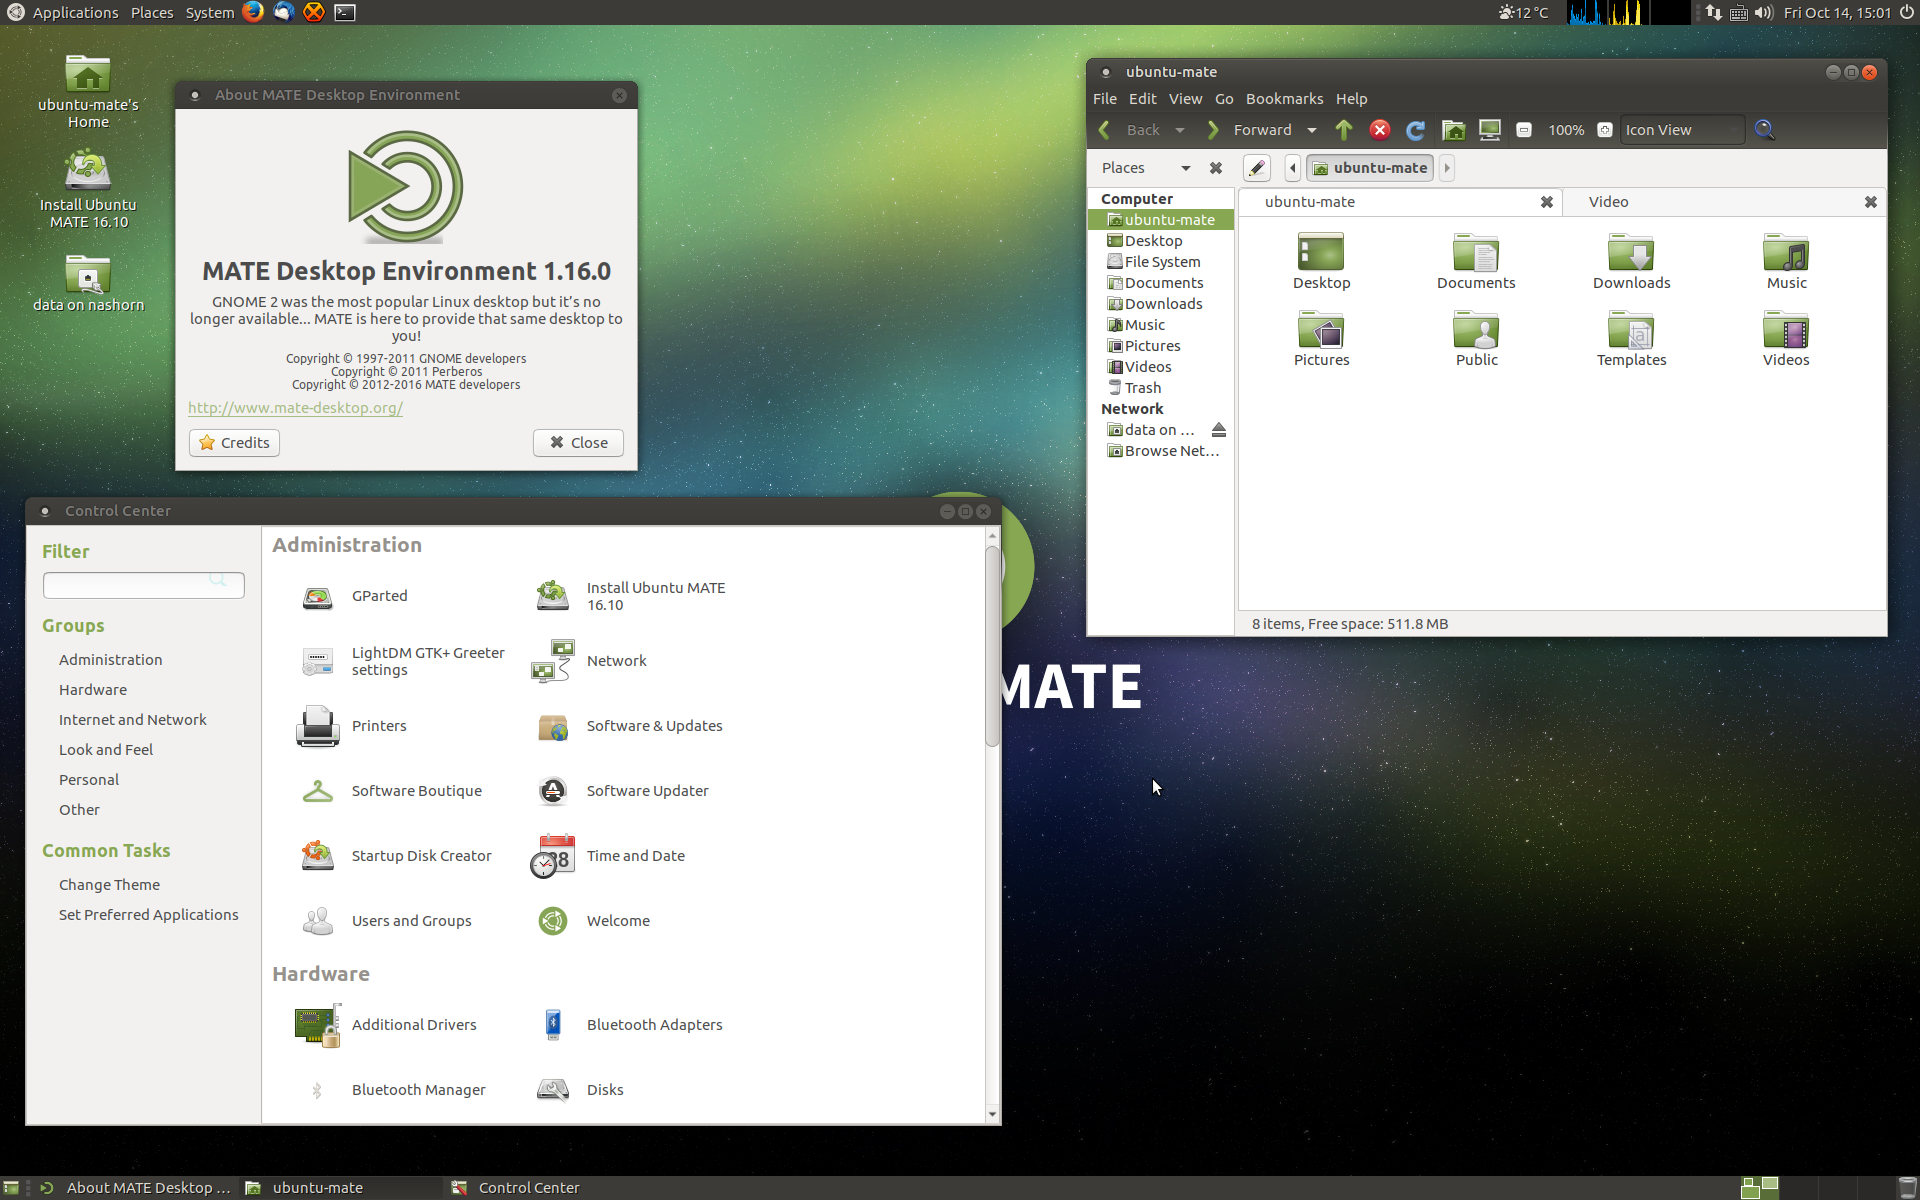 Applications Places System 12 °C Fri Oct 14, 15:01
ubuntu-mate's
Home
Install Ubuntu
MATE 16.10
data on nashorn
About MATE Desktop Environment
MATE Desktop Environment 1.16.0
GNOME 2 was the most popular Linux desktop but it's no
longer available... MATE is here to provide that same desktop to
you!
Copyright © 1997-2011 GNOME developers
Copyright © 2011 Perberos
Copyright © 2012-2016 MATE developers
http://www.mate-desktop.org/
Credits Close
ubuntu-mate
File Edit View Go Bookmarks Help
Back Forward 100% Icon View
Places ubuntu-mate
Computer
ubuntu-mate
Desktop
File System
Documents
Downloads
Music
Pictures
Videos
Trash
Network
data on ...
Browse Net...
ubuntu-mate Video
Desktop Documents Downloads Music
Pictures Public Templates Videos
8 items, Free space: 511.8 MB
Control Center
Filter
Groups
Administration
Hardware
Internet and Network
Look and Feel
Personal
Other
Common Tasks
Change Theme
Set Preferred Applications
Administration
GParted
Install Ubuntu MATE
16.10
LightDM GTK+ Greeter
settings
Network
Printers
Software & Updates
Software Boutique
Software Updater
Startup Disk Creator
Time and Date
Users and Groups
Welcome
Hardware
Additional Drivers
Bluetooth Adapters
Bluetooth Manager
Disks
MATE
About MATE Desktop ... ubuntu-mate Control Center